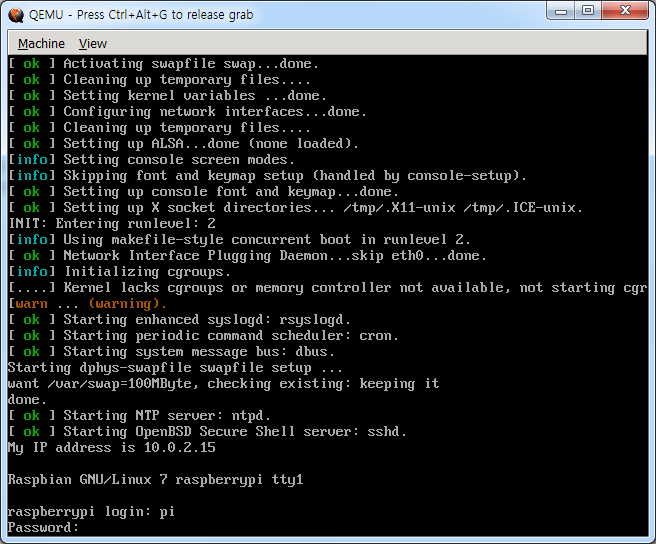 QEMU - Press Ctrl+Alt+G to release grab
Machine View
[ ok ] Activating swapfile swap...done.
[ ok ] Cleaning up temporary files....
[ ok ] Setting kernel variables ...done.
[ ok ] Configuring network interfaces...done.
[ ok ] Cleaning up temporary files....
[ ok ] Setting up ALSA...done (none loaded).
[info] Setting console screen modes.
[info] Skipping font and keymap setup (handled by console-setup).
[ ok ] Setting up console font and keymap...done.
[ ok ] Setting up X socket directories... /tmp/.X11-unix /tmp/.ICE-unix.
INIT: Entering runlevel: 2
[info] Using makefile-style concurrent boot in runlevel 2.
[ ok ] Network Interface Plugging Daemon...skip eth0...done.
[info] Initializing cgroups.
[....] Kernel lacks cgroups or memory controller not available, not starting cgr
[warn ... (warning).
[ ok ] Starting enhanced syslogd: rsyslogd.
[ ok ] Starting periodic command scheduler: cron.
[ ok ] Starting system message bus: dbus.
Starting dphys-swapfile swapfile setup ...
want /var/swap=100MByte, checking existing: keeping it
done.
[ ok ] Starting NTP server: ntpd.
[ ok ] Starting OpenBSD Secure Shell server: sshd.
My IP address is 10.0.2.15
Raspbian GNU/Linux 7 raspberrypi tty1
raspberrypi login: pi
Password: